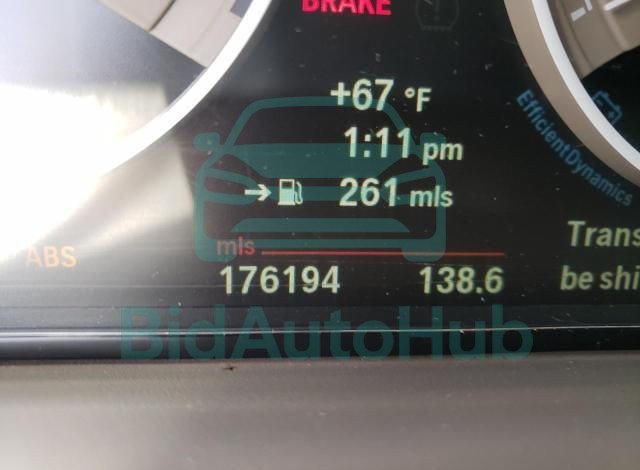 BRAKE
+67 °F
1:11 pm
261 mls
EfficientDynamics
ABS
mls
176194 138.6
Trans
be shi
BidAutoHub